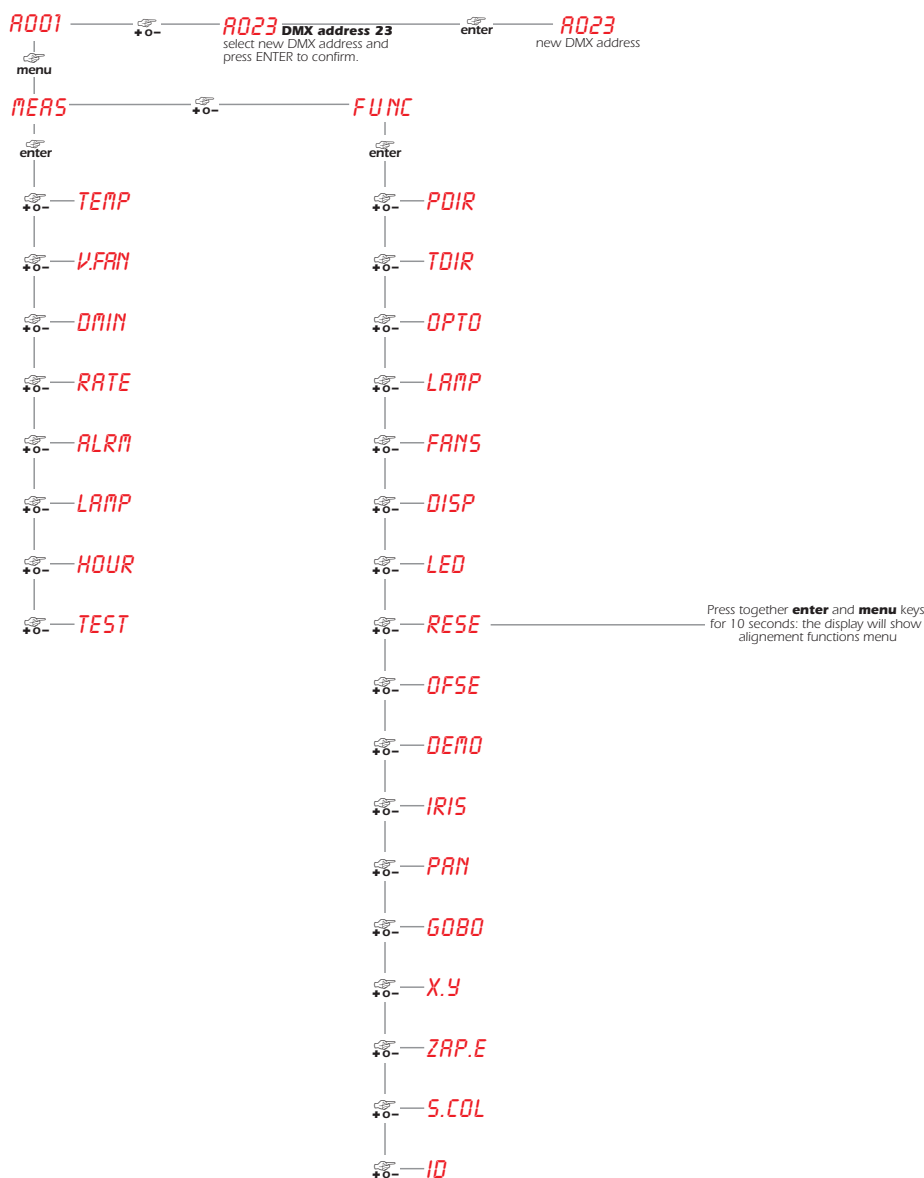 A001
+ o -
A023 DMX address 23
select new DMX address and
press ENTER to confirm.
enter
A023
new DMX address
menu
MEAS
+ o -
FUNC
enter
enter
+ o - TEMP
+ o - PDIR
+ o - V.FAN
+ o - TDIR
+ o - DMIN
+ o - OPTO
+ o - RATE
+ o - LAMP
+ o - ALRM
+ o - FANS
+ o - LAMP
+ o - DISP
+ o - HOUR
+ o - LED
+ o - TEST
+ o - RESE
Press together enter and menu keys
for 10 seconds: the display will show
alignement functions menu
+ o - OFSE
+ o - DEMO
+ o - IRIS
+ o - PAN
+ o - GOBO
+ o - X.Y
+ o - ZAP.E
+ o - S.COL
+ o - ID